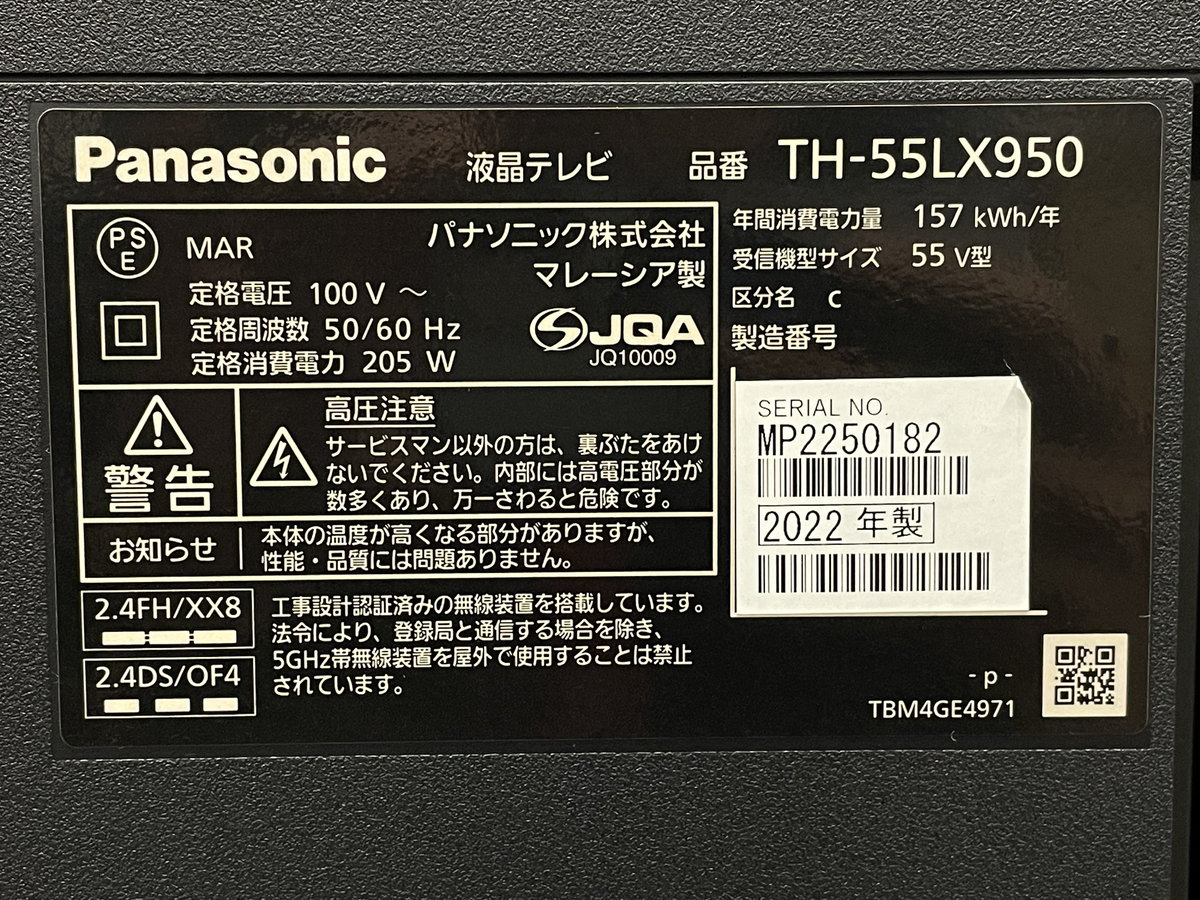 Panasonic 液晶テレビ 品番 TH-55LX950
PS
E
MAR
パナソニック株式会社
マレーシア製
定格電圧 100 V ～
定格周波数 50/60 Hz
定格消費電力 205 W
JQA
JQ10009
年間消費電力量 157 kWh/年
受信機型サイズ 55 V型
区分名 C
製造番号
SERIAL NO.
MP2250182
2022 年製
警告
高圧注意
サービスマン以外の方は、裏ぶたをあけ
ないでください。内部には高電圧部分が
数多くあり、万一さわると危険です。
お知らせ
本体の温度が高くなる部分がありますが、
性能・品質には問題ありません。
2.4FH/XX8
2.4DS/OF4
工事設計認証済みの無線装置を搭載しています。
法令により、登録局と通信する場合を除き、
5GHz帯無線装置を屋外で使用することは禁止
されています。
- p -
TBM4GE4971